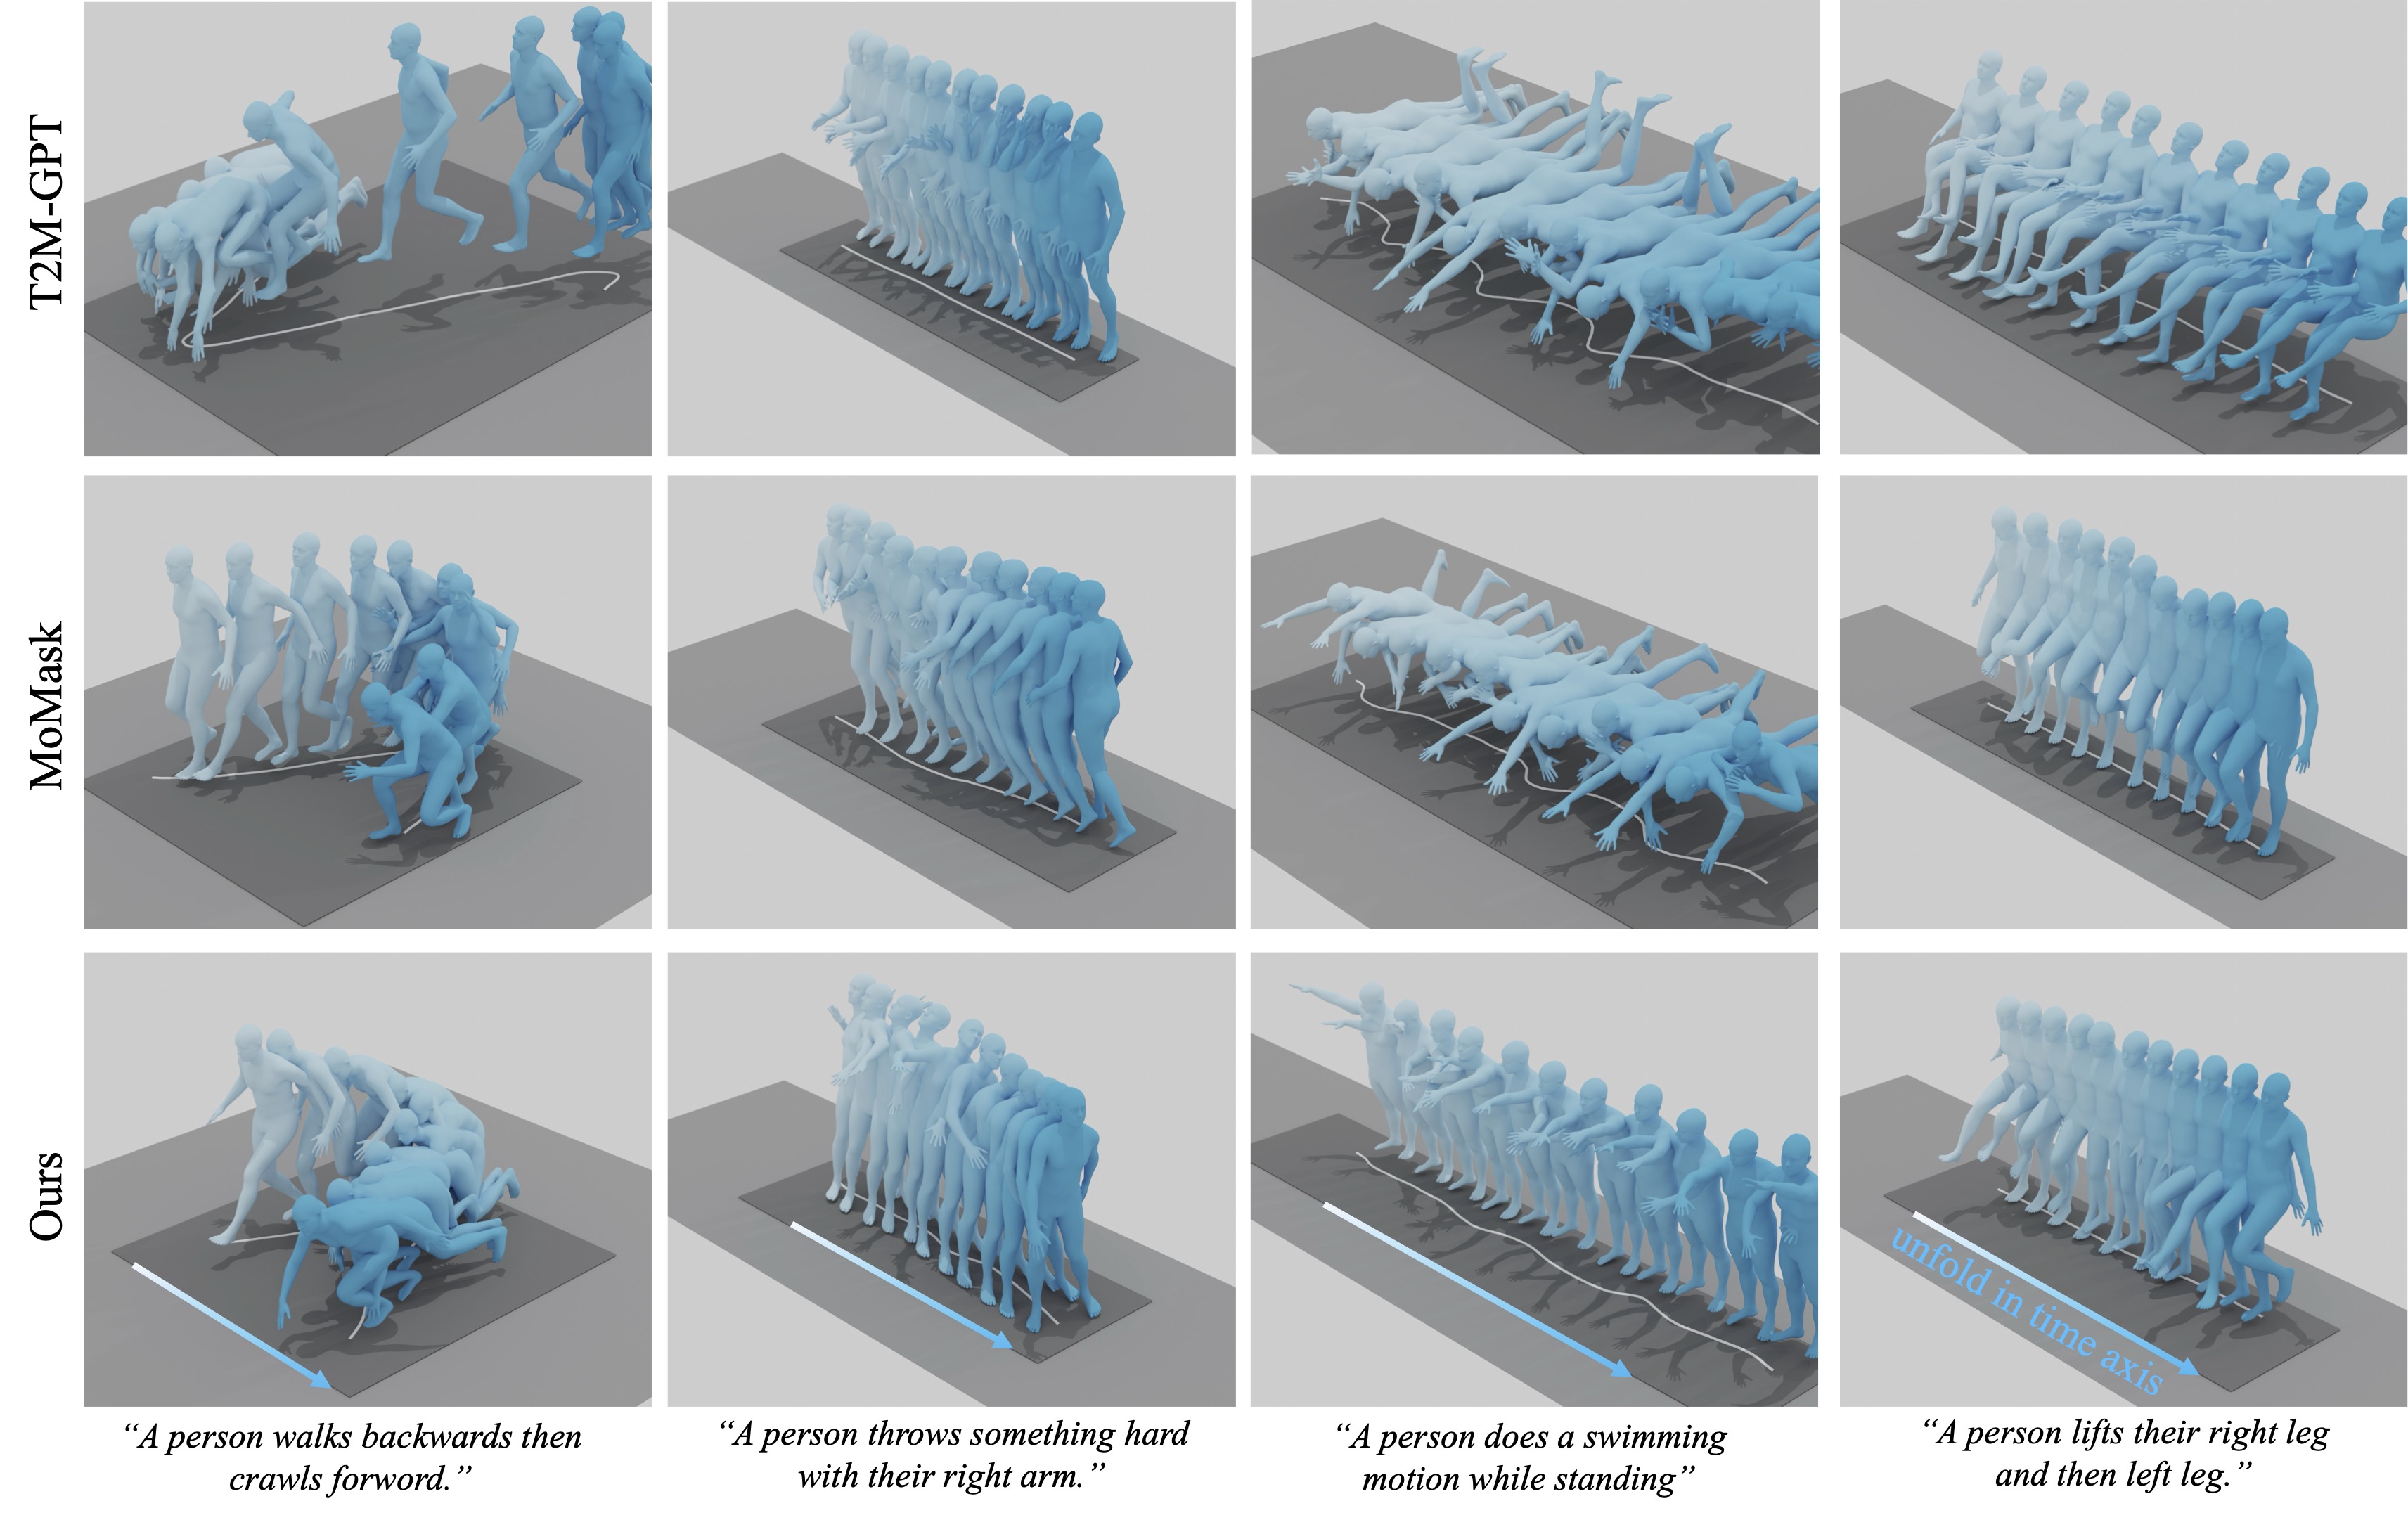 T2M-GPT
MoMask
Ours
unfold in time axis
“A person walks backwards then
crawls forword.”
“A person throws something hard
with their right arm.”
“A person does a swimming
motion while standing”
“A person lifts their right leg
and then left leg.”